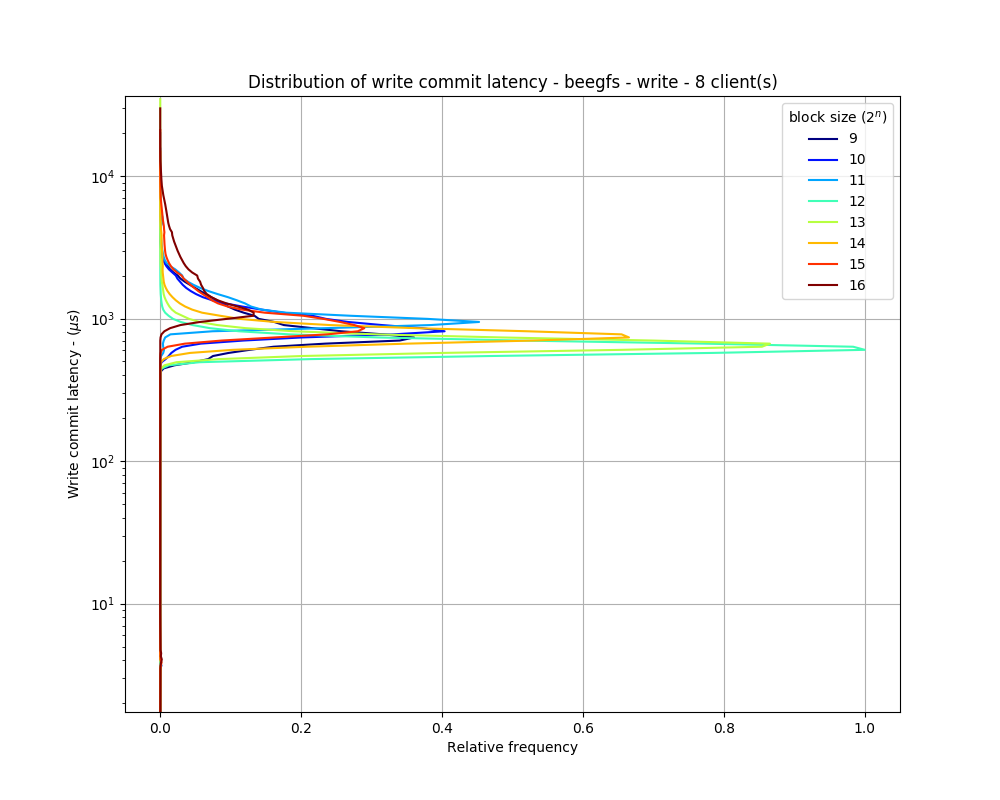 Distribution of write commit latency - beegfs - write - 8 client(s)
block size (2ⁿ)
9
10
11
12
13
14
15
16
10⁴
10³
10²
10¹
Write commit latency - (μs)
0.0 0.2 0.4 0.6 0.8 1.0
Relative frequency